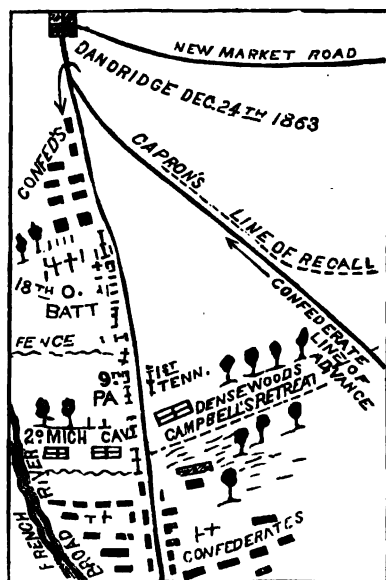 NEW MARKET ROAD
DANDRIDGE DEC. 24TH 1863
CONFED'S
CAPRON'S
LINE OF RECALL
CONFEDERATE
LINE OF
ADVANCE
18TH O.
BATT
FENCE
1ST
TENN.
9TH
PA
DENSE WOODS
CAMPBELL'S RETREAT
2D MICH CAV
FRENCH
BROAD RIVER
CONFEDERATES